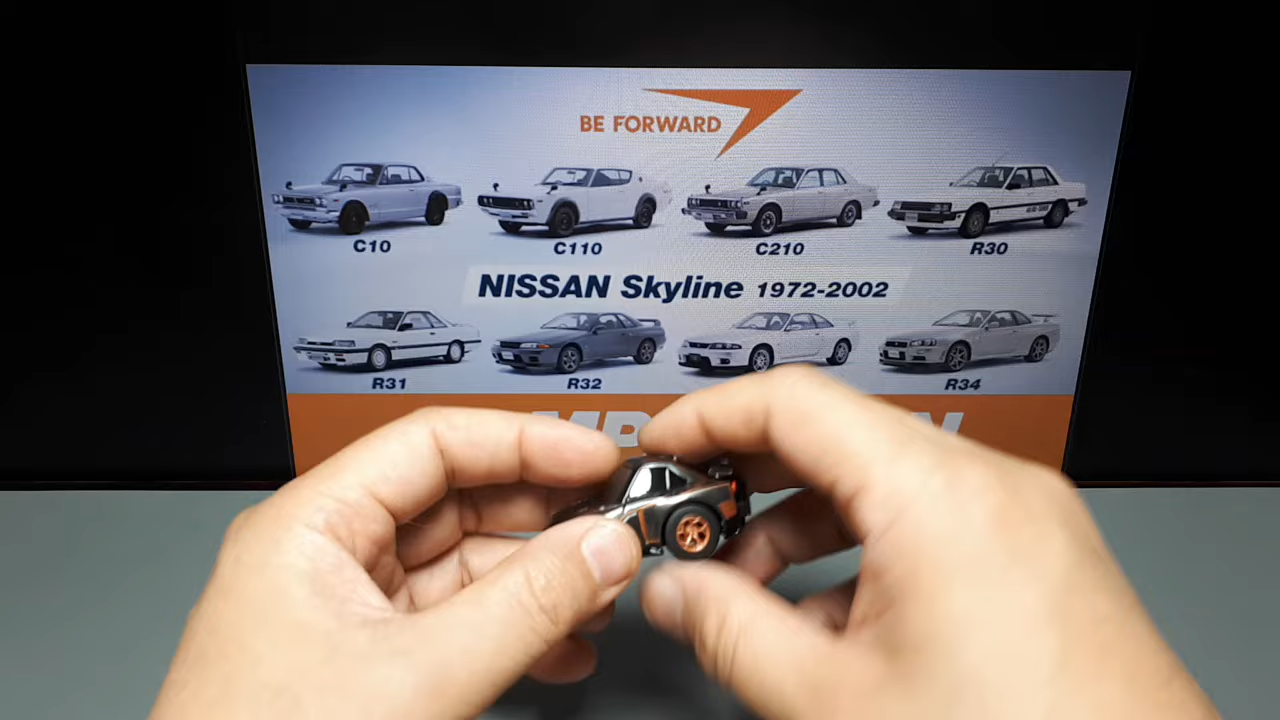 BE FORWARD
C10
C110
C210
R30
NISSAN Skyline 1972-2002
R31
R32
R34